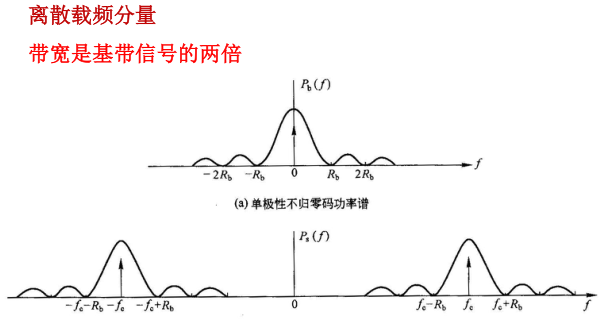 离散载频分量
带宽是基带信号的两倍
P_b(f)
-2R_b -R_b 0 R_b 2R_b f
(a) 单极性不归零码功率谱
P_s(f)
-f_c-R_b -f_c -f_c+R_b 0 f_c-R_b f_c f_c+R_b f